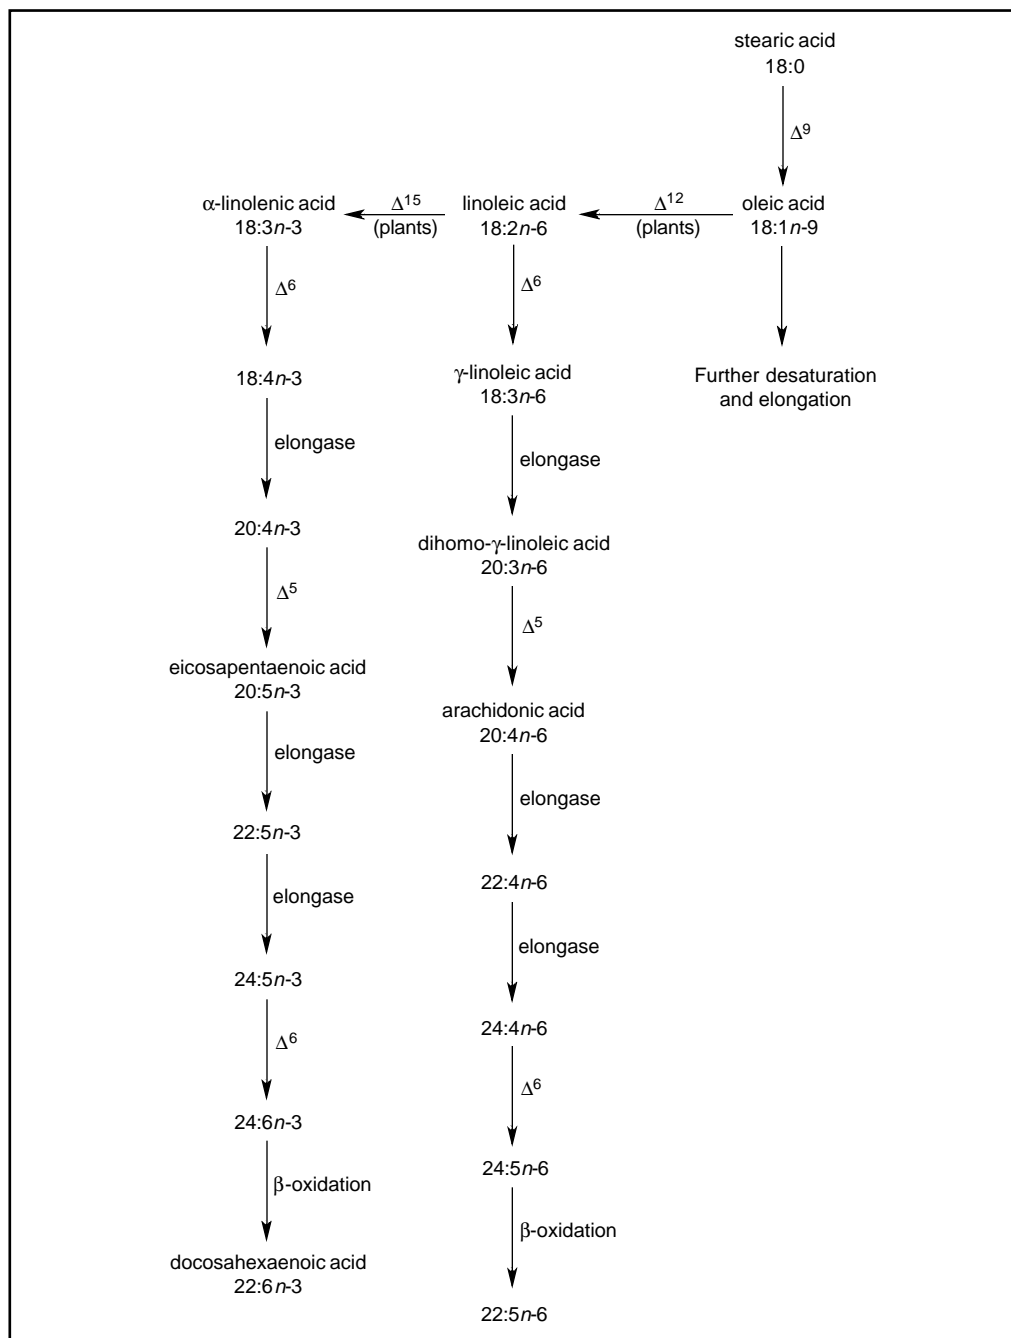 stearic acid
18:0
Δ9
α-linolenic acid
18:3n-3
Δ15
(plants)
linoleic acid
18:2n-6
Δ12
(plants)
oleic acid
18:1n-9
Δ6
18:4n-3
elongase
20:4n-3
Δ5
eicosapentaenoic acid
20:5n-3
elongase
22:5n-3
elongase
24:5n-3
Δ6
24:6n-3
β-oxidation
docosahexaenoic acid
22:6n-3
Δ6
γ-linoleic acid
18:3n-6
elongase
dihomo-γ-linoleic acid
20:3n-6
Δ5
arachidonic acid
20:4n-6
elongase
22:4n-6
elongase
24:4n-6
Δ6
24:5n-6
β-oxidation
22:5n-6
Further desaturation
and elongation